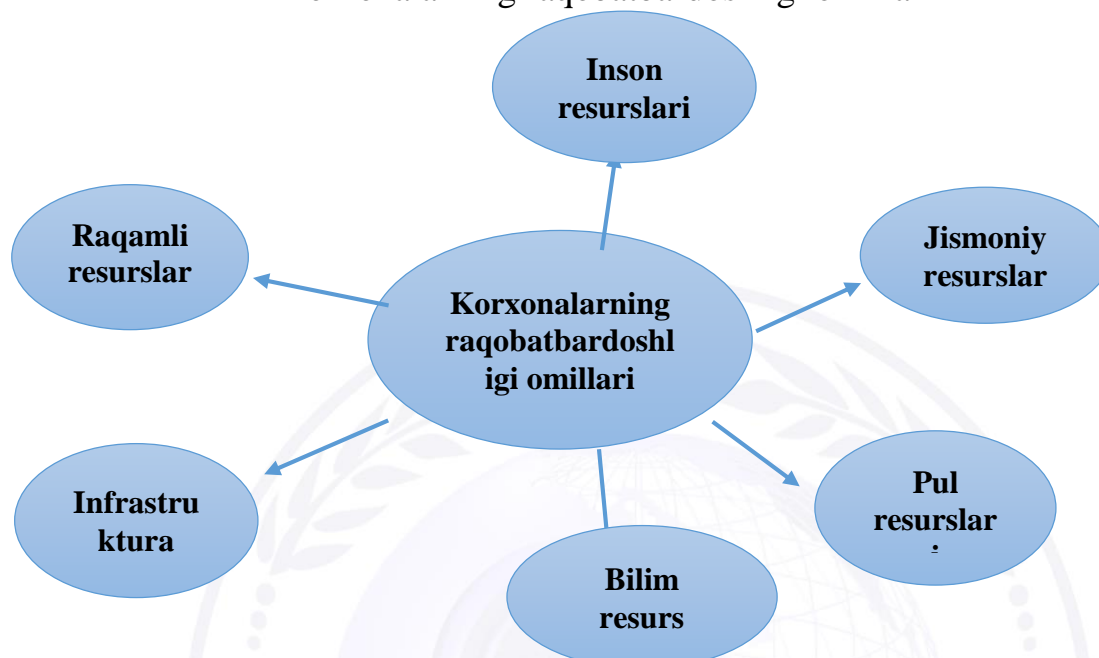 Inson
resurslari
Raqamli
resurslar
Jismoniy
resurslar
Korxonalarning
raqobatbardoshl
igi omillari
Infrastru
ktura
Pul
resurslar
Bilim
resurs